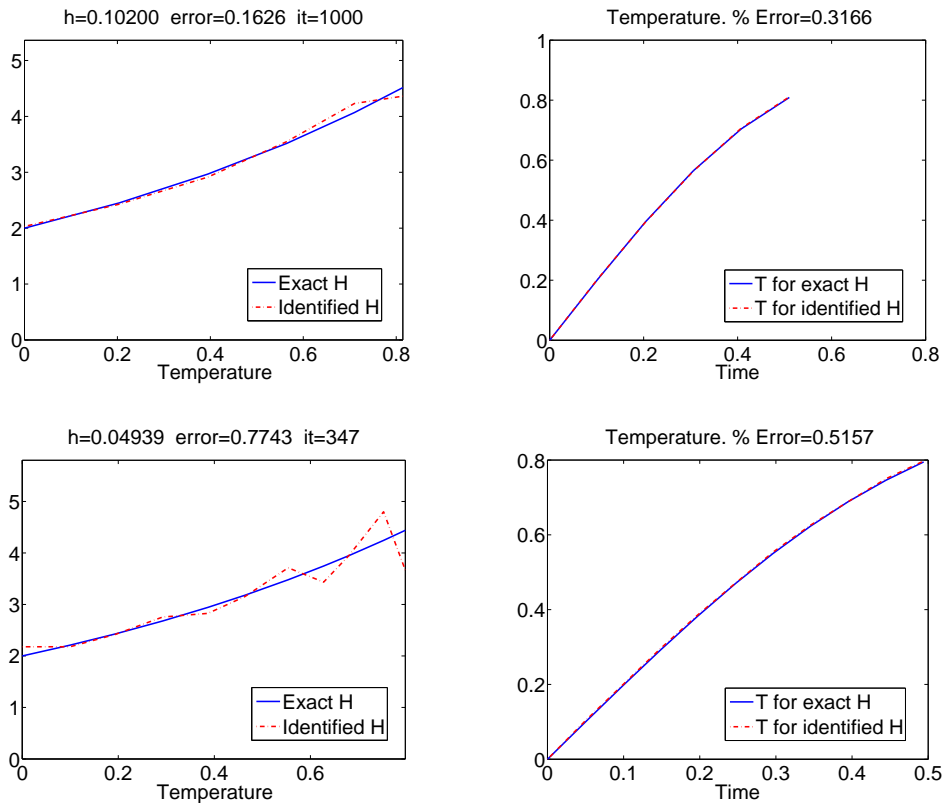 h=0.10200  error=0.1626  it=1000
5
4
3
2
1
0
0
0.2
0.4
0.6
0.8
Temperature
Exact H
Identified H
Temperature. % Error=0.3166
1
0.8
0.6
0.4
0.2
0
0
0.2
0.4
0.6
0.8
Time
T for exact H
T for identified H
h=0.04939  error=0.7743  it=347
5
4
3
2
1
0
0
0.2
0.4
0.6
Temperature
Exact H
Identified H
Temperature. % Error=0.5157
0.8
0.6
0.4
0.2
0
0
0.1
0.2
0.3
0.4
0.5
Time
T for exact H
T for identified H